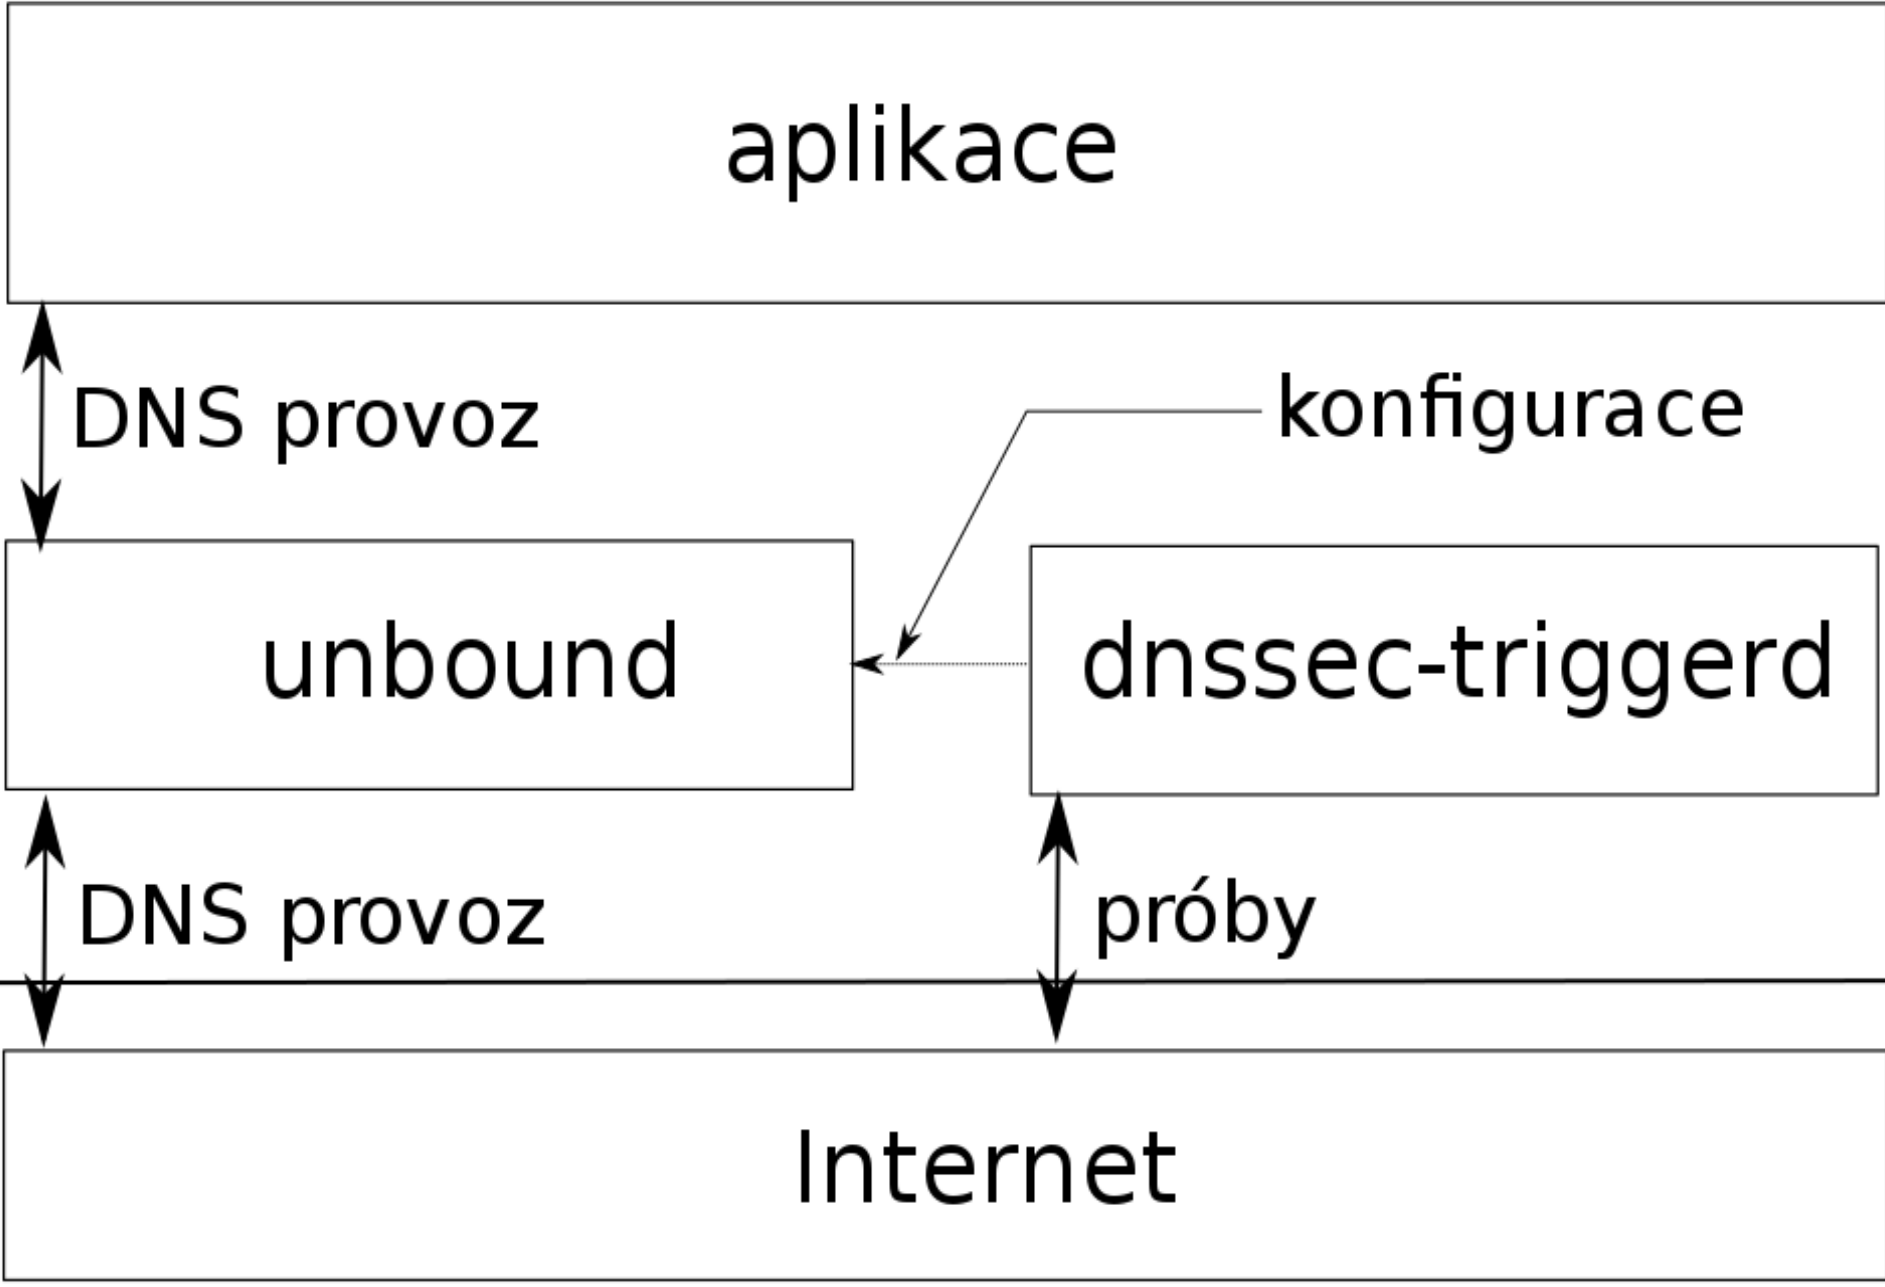 aplikace
DNS provoz
konfigurace
unbound
dnssec-triggerd
DNS provoz
próby
Internet